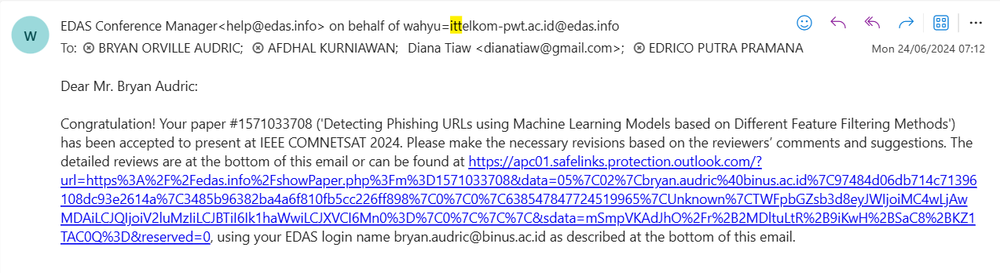 W
EDAS Conference Manager<help@edas.info> on behalf of wahyu=ittelkom-pwt.ac.id@edas.info
To: BRYAN ORVILLE AUDRIC; AFDHAL KURNIAWAN; Diana Tiaw <dianatiaw@gmail.com>; EDRICO PUTRA PRAMANA
Mon 24/06/2024 07:12
Dear Mr. Bryan Audric:
Congratulation! Your paper #1571033708 ('Detecting Phishing URLs using Machine Learning Models based on Different Feature Filtering Methods')
has been accepted to present at IEEE COMNETSAT 2024. Please make the necessary revisions based on the reviewers’ comments and suggestions. The
detailed reviews are at the bottom of this email or can be found at https://apc01.safelinks.protection.outlook.com/?
url=https%3A%2F%2Fedas.info%2FshowPaper.php%3Fm%3D1571033708&data=05%7C02%7Cbryan.audric%40binus.ac.id%7C97484d06db714c71396
108dc93e2614a%7C3485b96382ba4a6f810fb5cc226ff898%7C0%7C0%7C638547847724519965%7CUnknown%7CTWFpbGZsb3d8eyJWIjoiMC4wLjAw
MDAiLCJQIjoiV2luMzIiLCJBTiI6Ik1haWwiLCJXVCI6Mn0%3D%7C0%7C%7C%7C&sdata=mSmpVKAdJhO%2Fr%2B2MDltuLtR%2B9iKwH%2BSaC8%2BKZ1
TAC0Q%3D&reserved=0, using your EDAS login name bryan.audric@binus.ac.id as described at the bottom of this email.